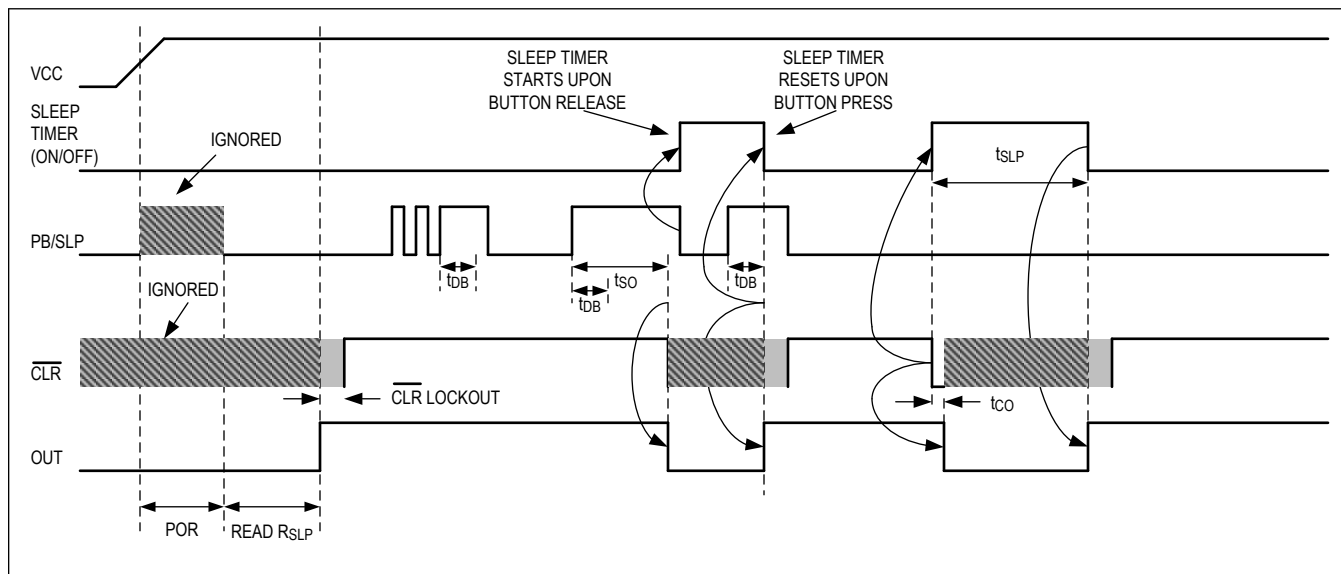 VCC
SLEEP TIMER
STARTS UPON
BUTTON RELEASE
SLEEP TIMER
RESETS UPON
BUTTON PRESS
SLEEP
TIMER
(ON/OFF)
IGNORED
tSLP
PB/SLP
tDB
tSO
tDB
tDB
IGNORED
CLR
CLR LOCKOUT
tCO
OUT
POR
READ RSLP